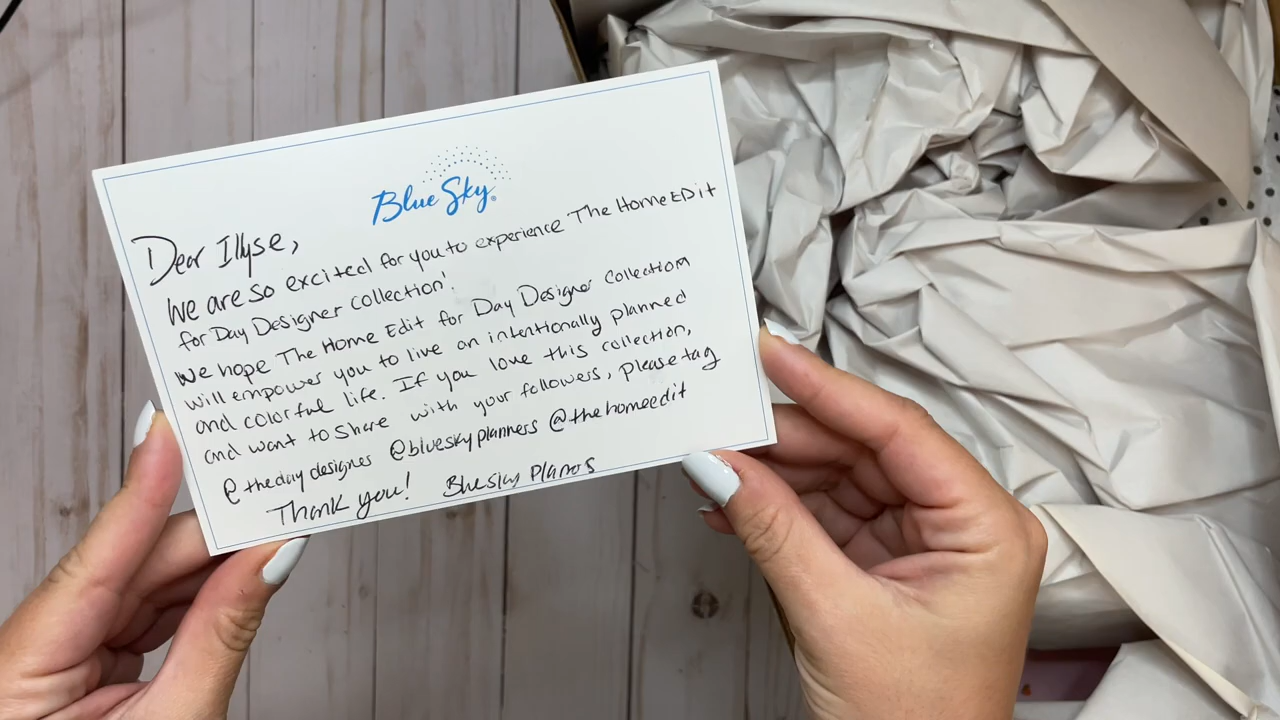 Blue Sky®
Dear Illyse,
We are so excited for you to experience The Home EDit
for Day Designer collection!
We hope The Home Edit for Day Designer collection
will empower you to live an intentionally planned
and colorful life. If you love this collection,
and want to share with your followers, please tag
@thedaydesigner @blueskyplanners @thehomeedit
Thank you! Bluesky Planrs